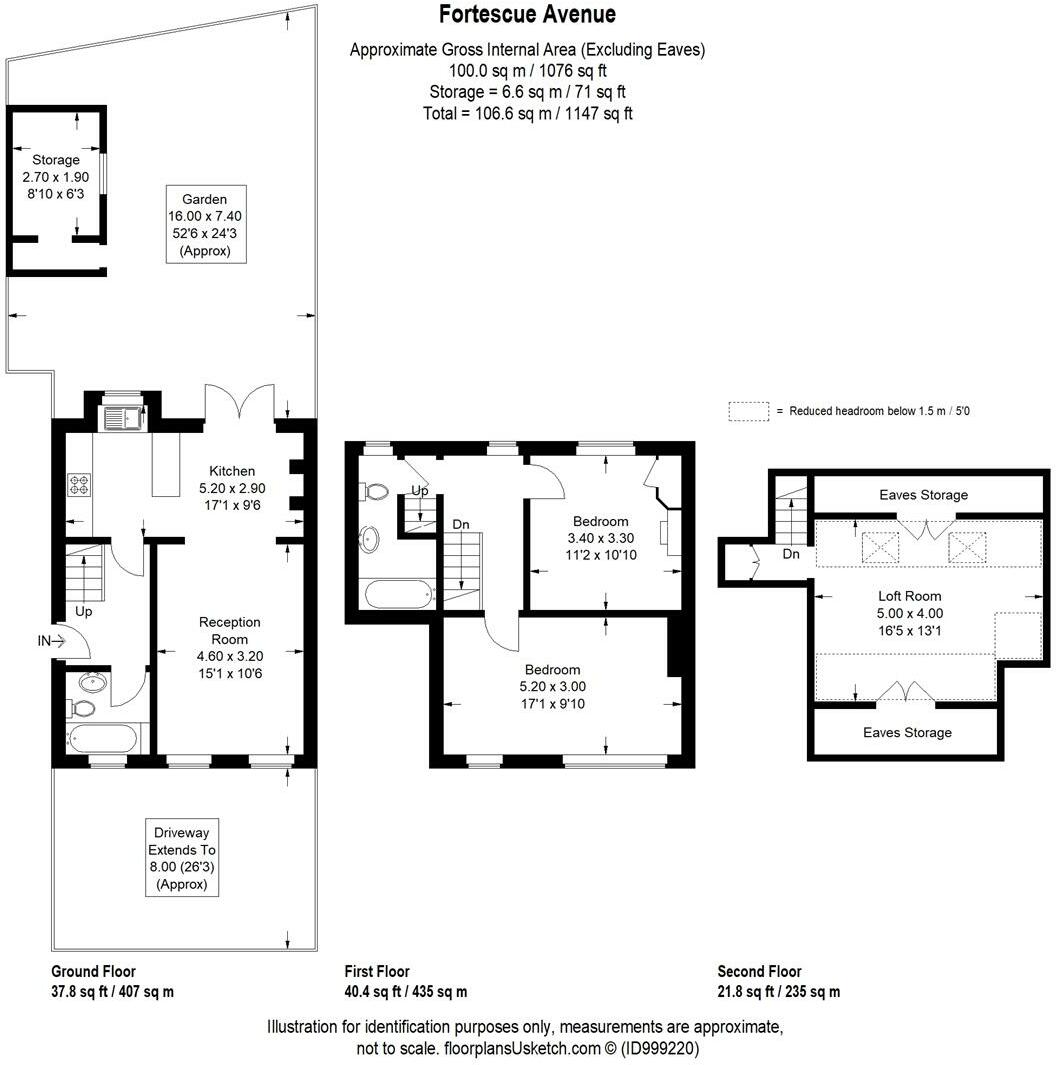 Fortescue Avenue
Approximate Gross Internal Area (Excluding Eaves)
100.0 sq m / 1076 sq ft
Storage = 6.6 sq m / 71 sq ft
Total = 106.6 sq m / 1147 sq ft
Storage
2.70 x 1.90
8'10 x 6'3
Garden
16.00 x 7.40
52'6 x 24'3
(Approx)
Kitchen
5.20 x 2.90
17'1 x 9'6
Up
IN
Reception
Room
4.60 x 3.20
15'1 x 10'6
Driveway
Extends To
8.00 (26'3)
(Approx)
Up
Dn
Bedroom
3.40 x 3.30
11'2 x 10'10
Bedroom
5.20 x 3.00
17'1 x 9'10
= Reduced headroom below 1.5 m / 5'0
Eaves Storage
Dn
Loft Room
5.00 x 4.00
16'5 x 13'1
Eaves Storage
Ground Floor
37.8 sq ft / 407 sq m
First Floor
40.4 sq ft / 435 sq m
Second Floor
21.8 sq ft / 235 sq m
Illustration for identification purposes only, measurements are approximate,
not to scale. floorplansUsketch.com © (ID999220)